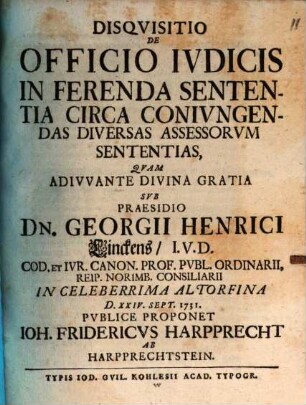 DISQVISITIO
DE
OFFICIO IVDICIS
IN FERENDA SENTEN-
TIA CIRCA CONIVNGEN-
DAS DIVERSAS ASSESSORVM
SENTENTIAS,
QVAM
ADIVVANTE DIVINA GRATIA
SVB
PRAESIDIO
DN. GEORGII HENRICI
Linckens / I.V.D.
COD. ET IVR. CANON. PROF. PVBL. ORDINARII,
REIP. NORIMB. CONSILIARII
IN CELEBERRIMA ALTORFINA
D. XXIV. SEPT. 1731.
PVBLICE PROPONET
IOH. FRIDERICVS HARPPRECHT
AB
HARPPRECHTSTEIN.
TYPIS IOD. GVIL. KOHLESII ACAD. TYPOGR.